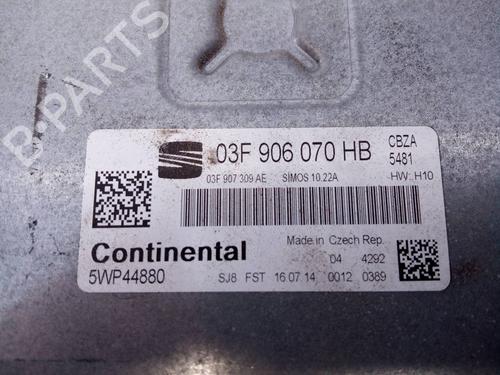 B-PARTS
03F 906 070 HB
CBZA
5481
03F 907 309 AE SIMOS 10.22A HW: H10
Continental
5WP44880
Made in Czech Rep.
04 4292
SJ8 FST 16.07.14 0012 0389